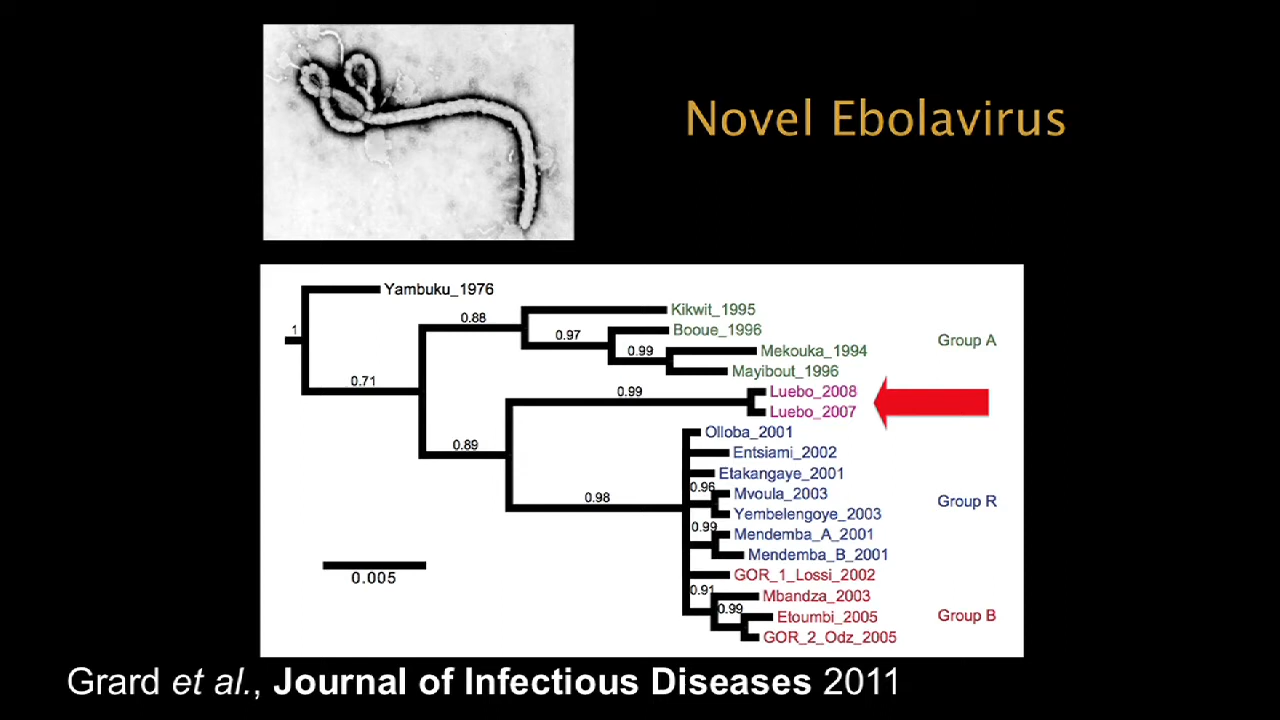 Novel Ebolavirus
Yambuku_1976
Kikwit_1995
0.88
Booue_1996
1
0.97
Group A
0.99
Mekouka_1994
Mayibout_1996
0.71
0.99
Luebo_2008
Luebo_2007
Olloba_2001
0.89
Entsiami_2002
Etakangaye_2001
0.96
Mvoula_2003
0.98
Group R
Yembelengoye_2003
0.99
Mendemba_A_2001
Mendemba_B_2001
0.005
GOR_1_Lossi_2002
0.91
Mbandza_2003
0.99
Etoumbi_2005
Group B
GOR_2_Odz_2005
Grard et al., Journal of Infectious Diseases 2011